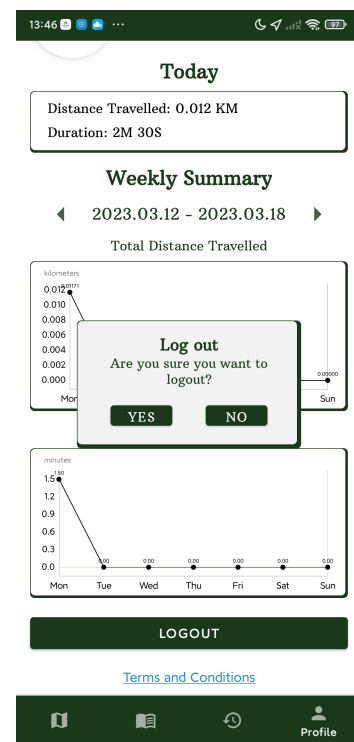 13:46 ... 97
Today
Distance Travelled: 0.012 KM
Duration: 2M 30S
Weekly Summary
2023.03.12 - 2023.03.18
Total Distance Travelled
kilometers
0.012
0.01171
0.010
0.008
0.006
0.004
0.002
0.000
0.00000
Mon Sun
Log out
Are you sure you want to
logout?
YES NO
minutes
1.50
1.5
1.2
0.9
0.6
0.3
0.0
0.00 0.00 0.00 0.00 0.00 0.00
Mon Tue Wed Thu Fri Sat Sun
LOGOUT
Terms and Conditions
Profile